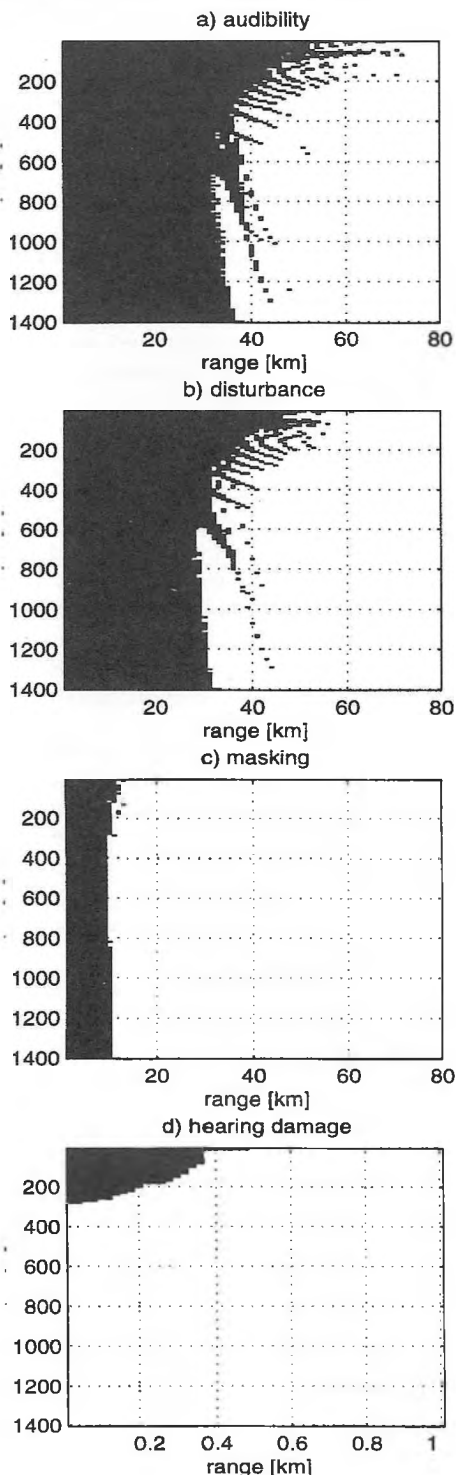 a) audibility
200
400
600
800
1000
1200
1400
20 40 60 80
range [km]
b) disturbance
200
400
600
800
1000
1200
1400
20 40 60 80
range [km]
c) masking
200
400
600
800
1000
1200
1400
20 40 60 80
range [km]
d) hearing damage
200
400
600
800
1000
1200
1400
0.2 0.4 0.6 0.8 1
range [km]